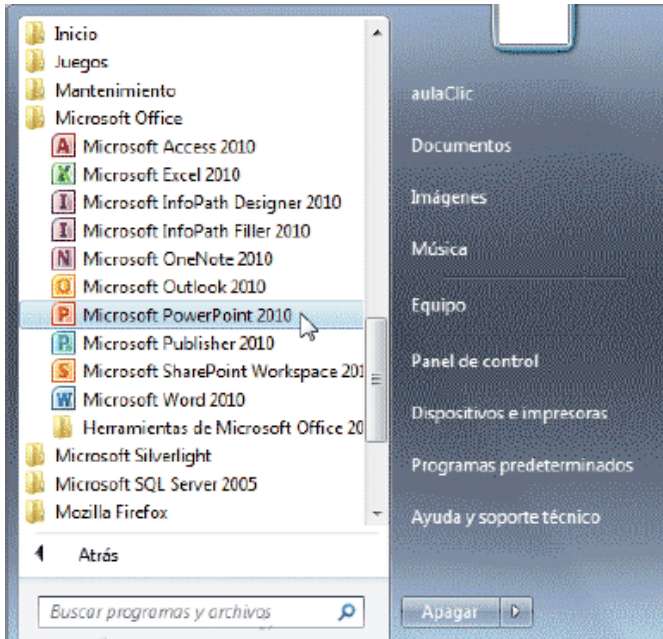 Inicio
Juegos
Mantenimiento
Microsoft Office
Microsoft Access 2010
Microsoft Excel 2010
Microsoft InfoPath Designer 2010
Microsoft InfoPath Filler 2010
Microsoft OneNote 2010
Microsoft Outlook 2010
Microsoft PowerPoint 2010
Microsoft Publisher 2010
Microsoft SharePoint Workspace 201
Microsoft Word 2010
Herramientas de Microsoft Office 20
Microsoft Silverlight
Microsoft SQL Server 2005
Mozilla Firefox
Atrás
Buscar programas y archivos
aulaClic
Documentos
Imágenes
Música
Equipo
Panel de control
Dispositivos e impresoras
Programas predeterminados
Ayuda y soporte técnico
Apagar